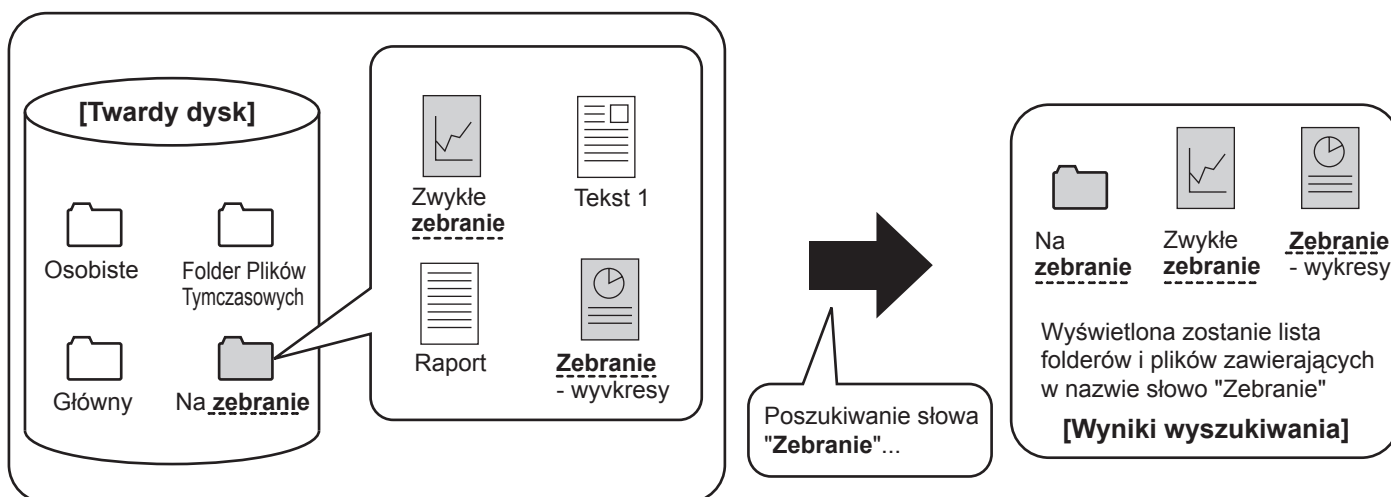 [Twardy dysk]
Osobiste
Folder Plików
Tymczasowych
Główny
Na zebranie
Zwykłe
zebranie
Tekst 1
Raport
Zebranie
- wyvkresy
Poszukiwanie słowa
"Zebranie"...
Na
zebranie
Zwykłe
zebranie
Zebranie
- wykresy
Wyświetlona zostanie lista
folderów i plików zawierających
w nazwie słowo "Zebranie"
[Wyniki wyszukiwania]